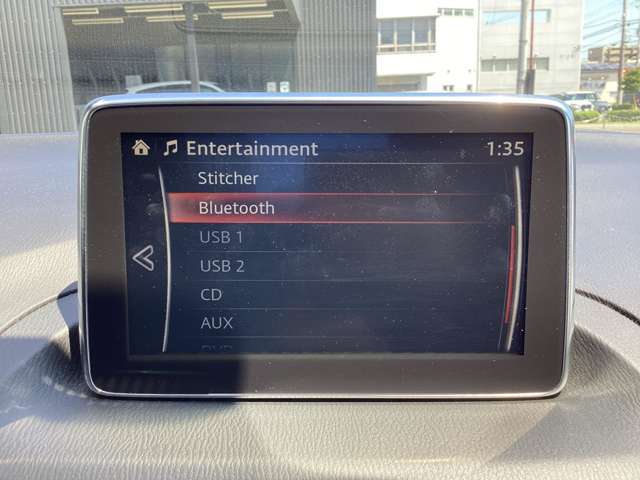 Entertainment 1:35
Stitcher
Bluetooth
USB 1
USB 2
CD
AUX